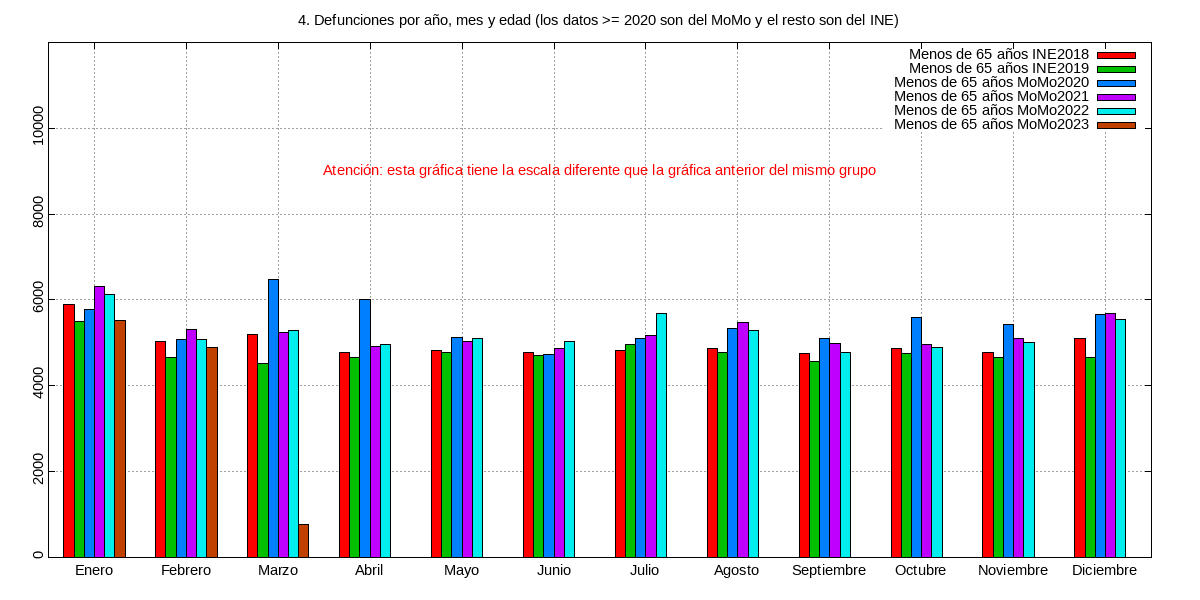 4. Defunciones por año, mes y edad (los datos >= 2020 son del MoMo y el resto son del INE)
Menos de 65 años INE2018
Menos de 65 años INE2019
Menos de 65 años MoMo2020
Menos de 65 años MoMo2021
Menos de 65 años MoMo2022
Menos de 65 años MoMo2023
Atención: esta gráfica tiene la escala diferente que la gráfica anterior del mismo grupo
10000
8000
6000
4000
2000
0
Enero Febrero Marzo Abril Mayo Junio Julio Agosto Septiembre Octubre Noviembre Diciembre